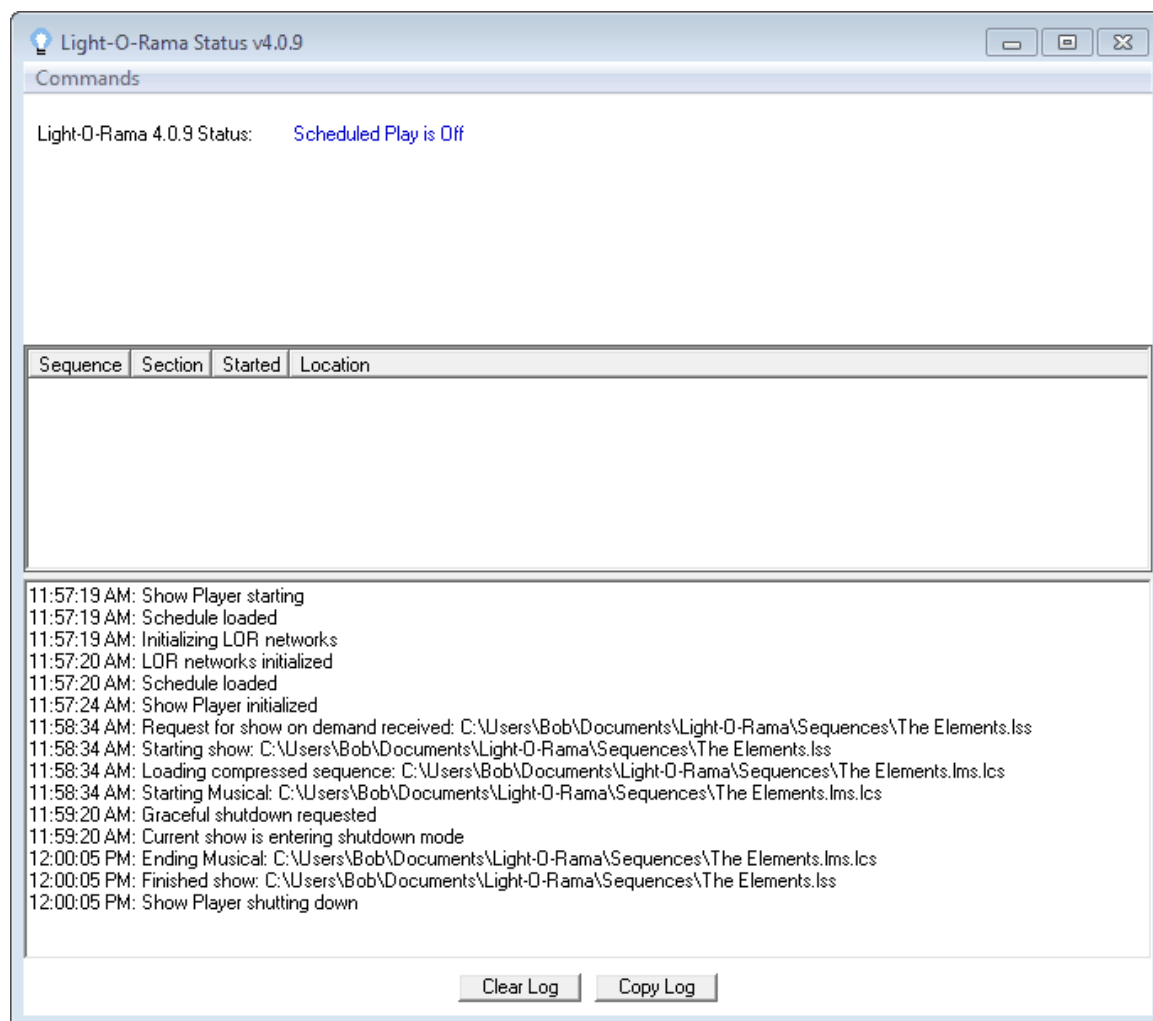 Light-O-Rama Status v4.0.9
Commands
Light-O-Rama 4.0.9 Status: Scheduled Play is Off
Sequence Section Started Location
11:57:19 AM: Show Player starting
11:57:19 AM: Schedule loaded
11:57:19 AM: Initializing LOR networks
11:57:20 AM: LOR networks initialized
11:57:20 AM: Schedule loaded
11:57:24 AM: Show Player initialized
11:58:34 AM: Request for show on demand received: C:\Users\Bob\Documents\Light-O-Rama\Sequences\The Elements.lss
11:58:34 AM: Starting show: C:\Users\Bob\Documents\Light-O-Rama\Sequences\The Elements.lss
11:58:34 AM: Loading compressed sequence: C:\Users\Bob\Documents\Light-O-Rama\Sequences\The Elements.lms.lcs
11:58:34 AM: Starting Musical: C:\Users\Bob\Documents\Light-O-Rama\Sequences\The Elements.lms.lcs
11:59:20 AM: Graceful shutdown requested
11:59:20 AM: Current show is entering shutdown mode
12:00:05 PM: Ending Musical: C:\Users\Bob\Documents\Light-O-Rama\Sequences\The Elements.lms.lcs
12:00:05 PM: Finished show: C:\Users\Bob\Documents\Light-O-Rama\Sequences\The Elements.lss
12:00:05 PM: Show Player shutting down
Clear Log Copy Log